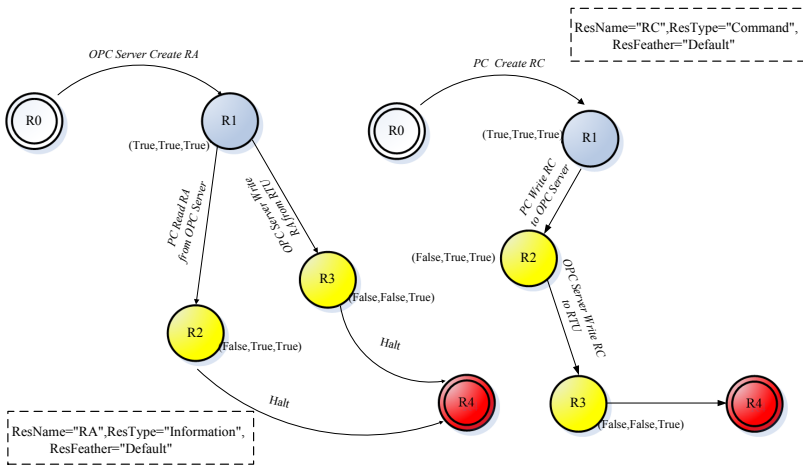 ResName="RC",ResType="Command",
ResFeather="Default"
OPC Server Create RA
R0
R1
(True,True,True)
PC Read RA
from OPC Server
OPC Server Write
RA from RTU
R2
(False,True,True)
R3
(False,False,True)
Halt
Halt
R4
ResName="RA",ResType="Information",
ResFeather="Default"
PC Create RC
R0
R1
(True,True,True)
PC Write RC
to OPC Server
R2
(False,True,True)
OPC Server Write RC
to RTU
R3
(False,False,True)
R4